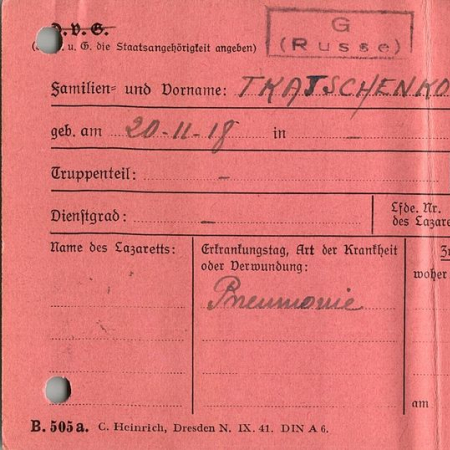 D. V. G.
u. G. die Staatsangehörigkeit angeben)
G
(Russe)
Familien- und Vorname: TKATSCHENKO
geb. am 20-11-18 in –
Truppenteil: –
Dienstgrad: –
Lfde. Nr.
des Lazare
Name des Lazaretts:
Erkrankungstag, Art der Krankheit
oder Verwundung:
Zu
woher
Pneumonie
am
B. 505a. C. Heinrich, Dresden N. IX. 41. DIN A 6.